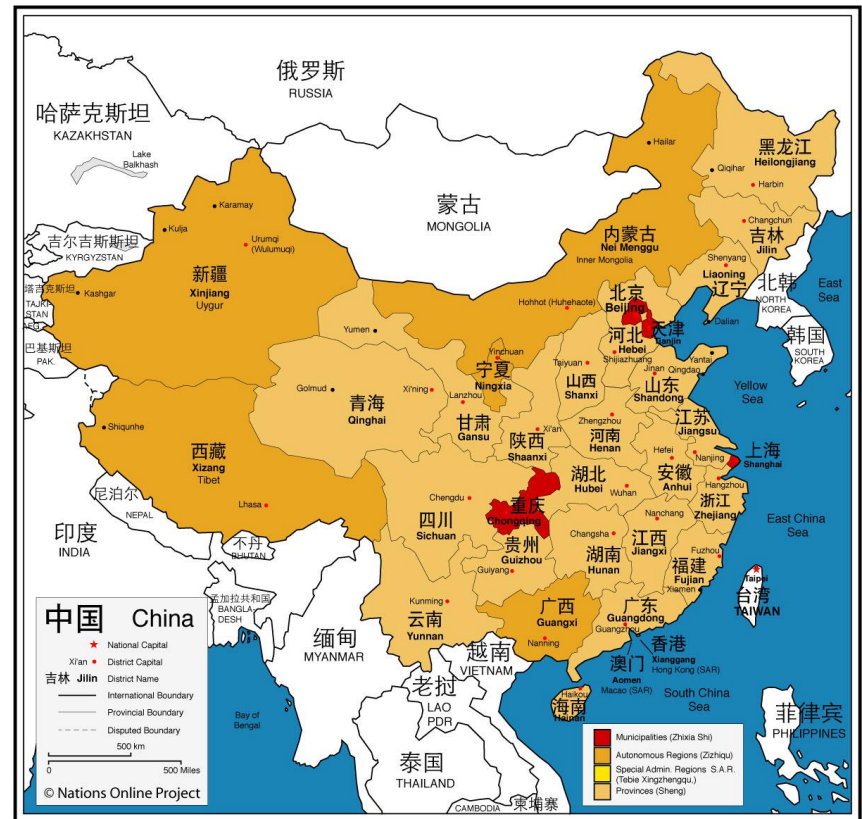 俄罗斯
RUSSIA
哈萨克斯坦
KAZAKHSTAN
Lake
Balkhash
蒙古
MONGOLIA
Hailar
黑龙江
Heilongjiang
Qiqihar
Harbin
Karamay
Kulja
Urumqi
(Wulumuqi)
吉尔吉斯斯坦
KYRGYZSTAN
新疆
Xinjiang
Uygur
内蒙古
Nei Menggu
Inner Mongolia
Changchun
吉林
Jilin
塔吉克斯坦
TAJKI-
STAN
AFG.
Kashgar
巴基斯坦
PAK.
Shenyang
Liaoning
辽宁
北韩
NORTH
KOREA
East
Sea
韩国
SOUTH
KOREA
Hohhot (Huhehaote)
北京
Beijing
天津
Tianjin
Dalian
河北
Hebei
Shijiazhuang
Yumen
Yinchuan
宁夏
Ningxia
Taiyuan
山西
Shanxi
Jinan
Yantai
Qingdao
山东
Shandong
Yellow
Sea
Golmud
Xi'ning
青海
Qinghai
Lanzhou
甘肃
Gansu
Xi'an
陕西
Shaanxi
Zhengzhou
河南
Henan
江苏
Jiangsu
Shiqunhe
西藏
Xizang
Tibet
Lhasa
Hefei
Nanjing
安徽
Anhui
上海
Shanghai
湖北
Hubei
Wuhan
Hangzhou
浙江
Zhejiang
Chengdu
四川
Sichuan
重庆
Chongqing
尼泊尔
NEPAL
印度
INDIA
不丹
BHUTAN
East China
Sea
Nanchang
Changsha
湖南
Hunan
江西
Jiangxi
贵州
Guizhou
Guiyang
Fuzhou
福建
Fujian
Xiamen
Taipei
台湾
TAIWAN
孟加拉共和国
BANGLA-
DESH
缅甸
MYANMAR
Kunming
云南
Yunnan
广西
Guangxi
Nanning
广东
Guangdong
Guangzhou
香港
Xianggang
Hong Kong (SAR)
澳门
Aomen
Macao (SAR)
越南
VIETNAM
老挝
LAO
PDR
Haikou
海南
Hainan
South China
Sea
菲律宾
PHILIPPINES
Bay of
Bengal
泰国
THAILAND
CAMBODIA
柬埔寨
中国 China
National Capital
Xi'an District Capital
吉林 Jilin District Name
International Boundary
Provincial Boundary
Disputed Boundary
500 km
0 500 Miles
© Nations Online Project
Municipalities (Zhixia Shi)
Autonomous Regions (Zizhiqu)
Special Admin. Regions S.A.R.
(Tebie Xingzhengqu,)
Provinces (Sheng)